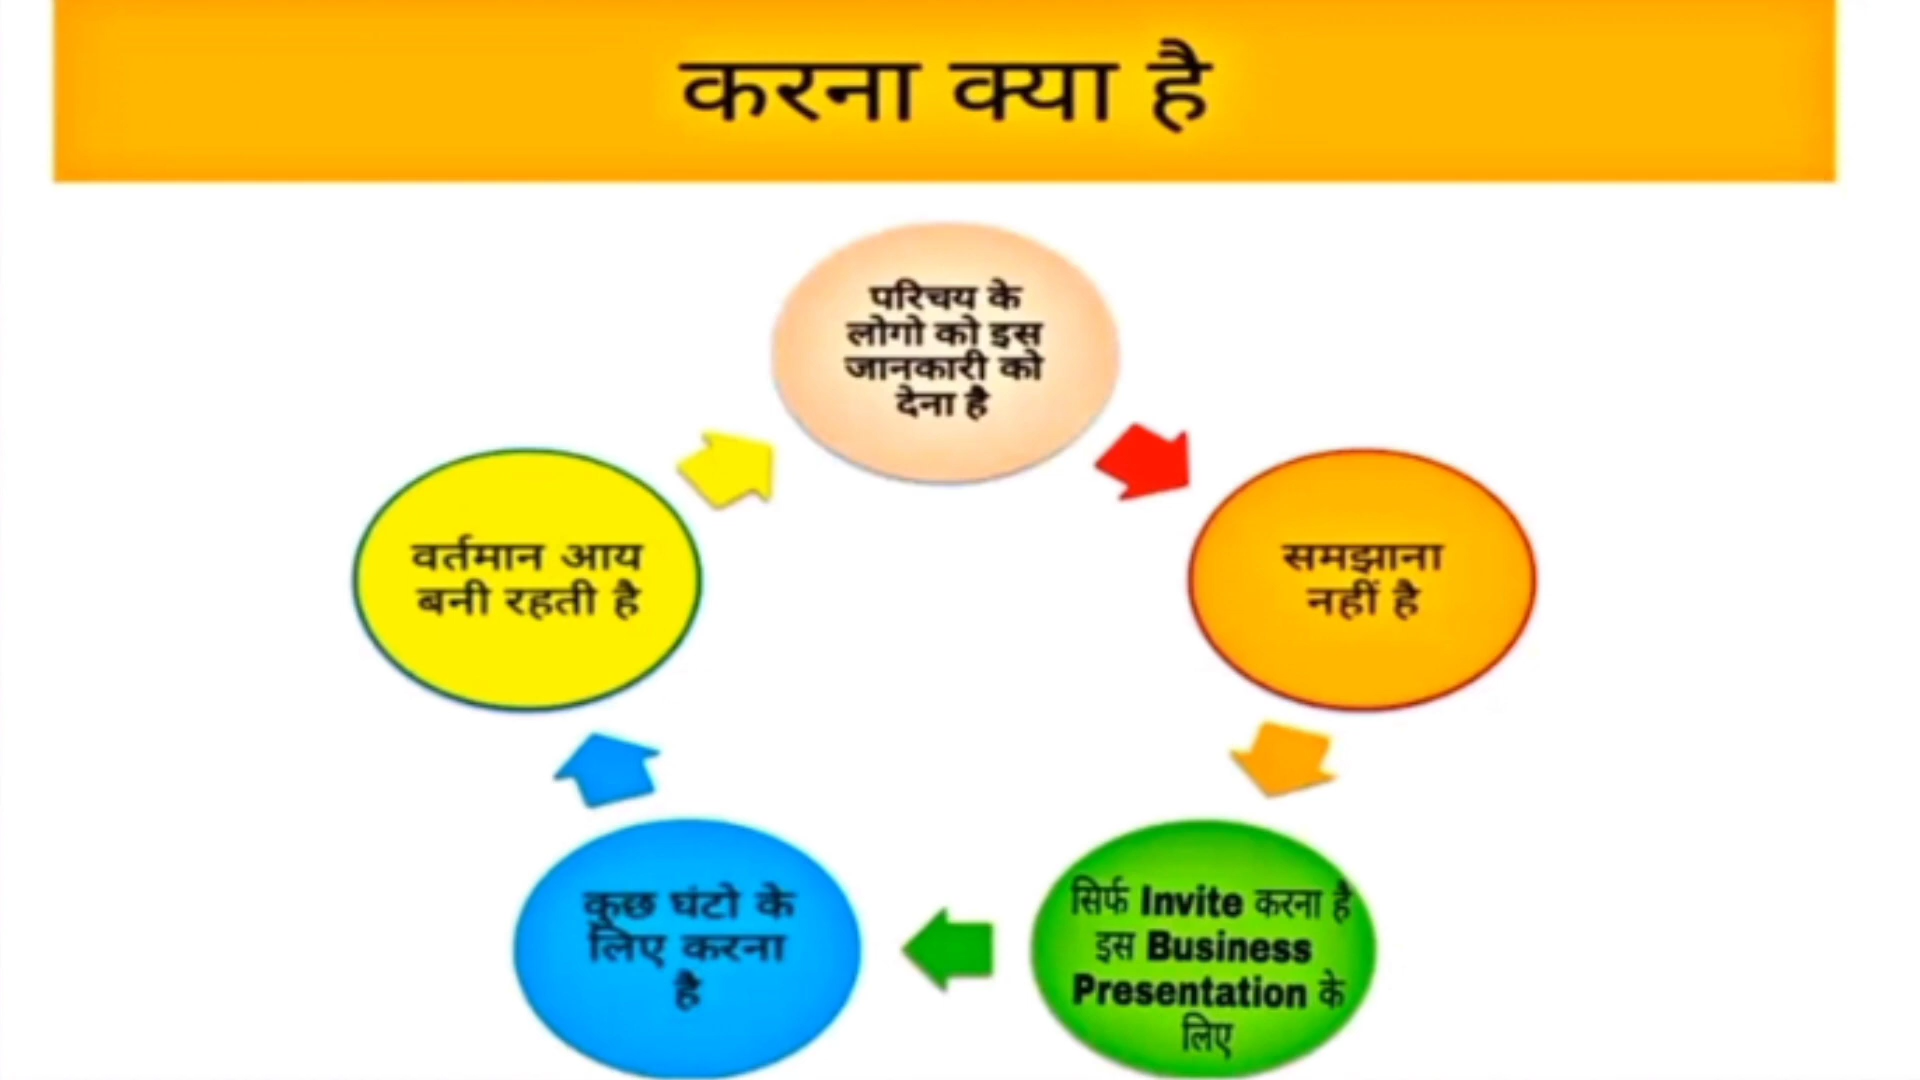 करना क्या है
परिचय के
लोगो को इस
जानकारी को
देना है
समझाना
नहीं है
सिर्फ Invite करना है
इस Business
Presentation के
लिए
कुछ घंटो के
लिए करना
है
वर्तमान आय
बनी रहती है